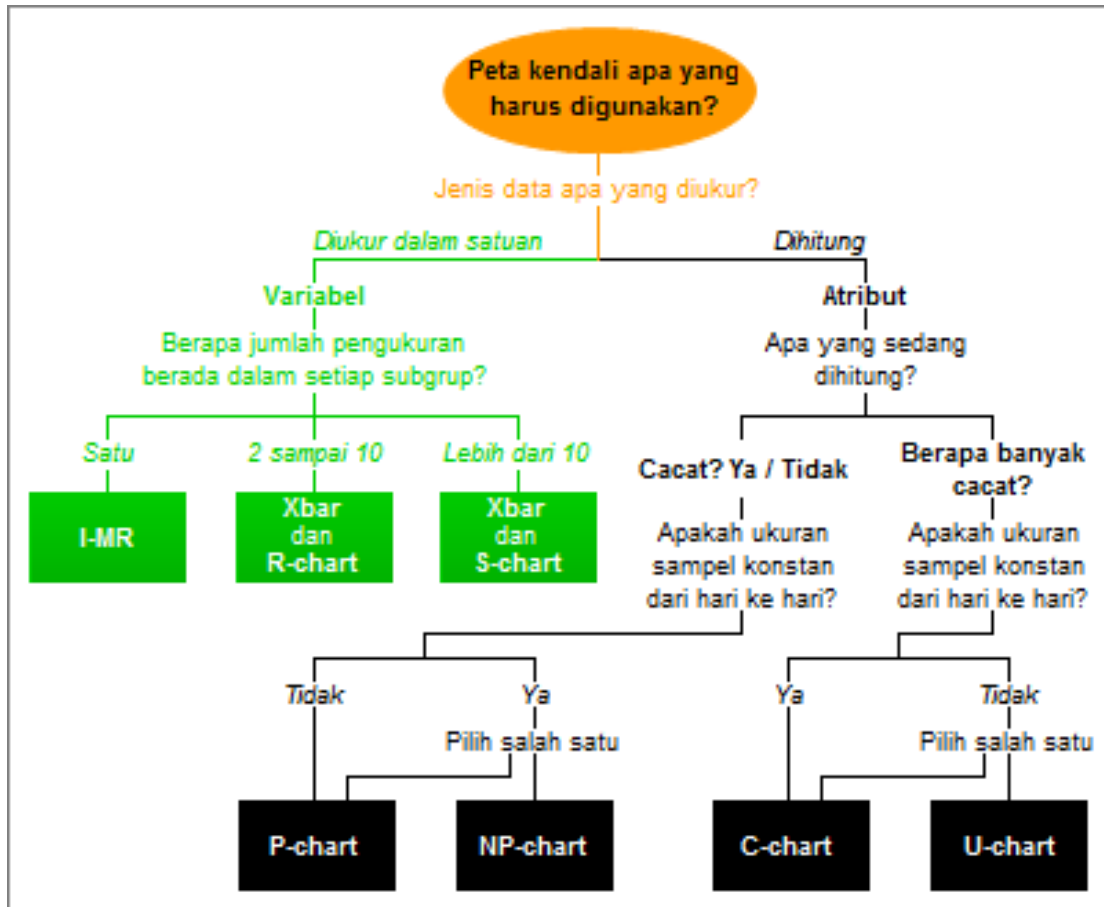 Peta kendali apa yang
harus digunakan?
Jenis data apa yang diukur?
Diukur dalam satuan
Dihitung
Variabel
Atribut
Berapa jumlah pengukuran
berada dalam setiap subgrup?
Apa yang sedang
dihitung?
Satu
2 sampai 10
Lebih dari 10
Cacat? Ya / Tidak
Berapa banyak
cacat?
I-MR
Xbar
dan
R-chart
Xbar
dan
S-chart
Apakah ukuran
sampel konstan
dari hari ke hari?
Apakah ukuran
sampel konstan
dari hari ke hari?
Tidak
Ya
Ya
Tidak
Pilih salah satu
Pilih salah satu
P-chart
NP-chart
C-chart
U-chart